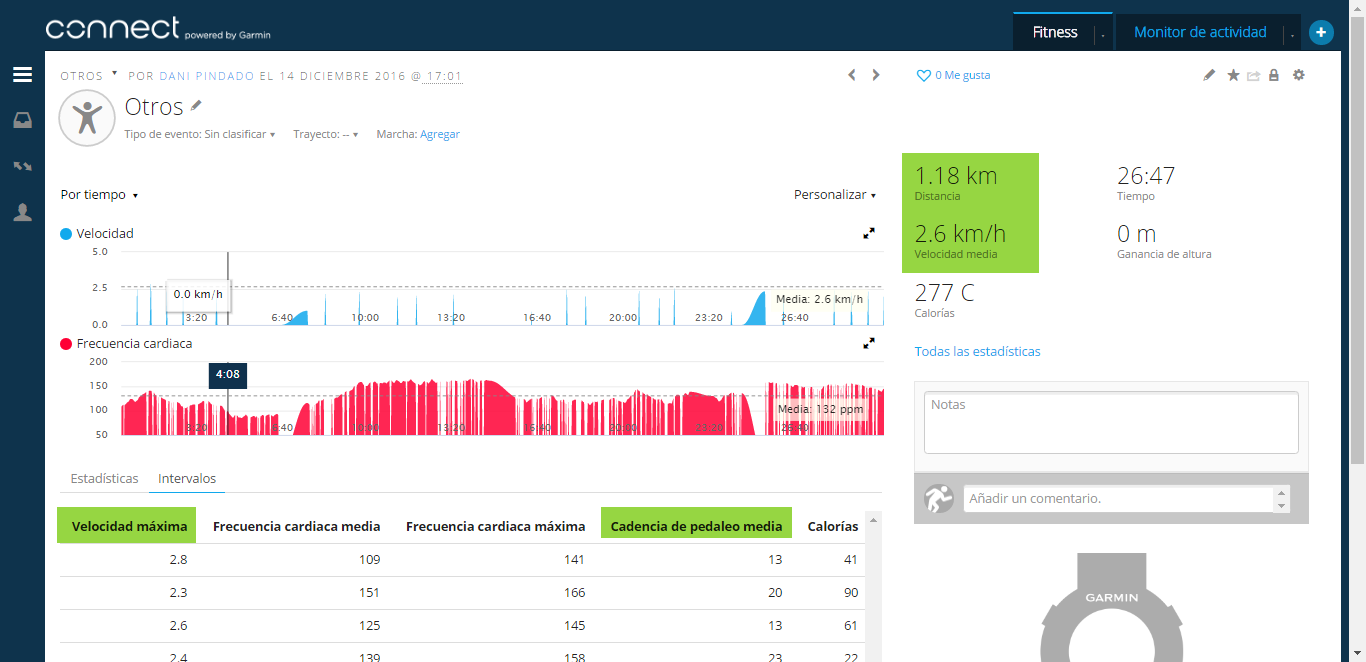 connect powered by Garmin
Fitness
Monitor de actividad
OTROS POR DANI PINDADO EL 14 DICIEMBRE 2016 @ 17:01
0 Me gusta
Otros
Tipo de evento: Sin clasificar Trayecto: -- Marcha: Agregar
1.18 km
Distancia
26:47
Tiempo
2.6 km/h
Velocidad media
0 m
Ganancia de altura
277 C
Calorías
Todas las estadísticas
Por tiempo
Personalizar
Velocidad
5.0
2.5
0.0
0.0 km/h
Media: 2.6 km/h
3:20 6:40 10:00 13:20 16:40 20:00 23:20 26:40
Frecuencia cardiaca
200
150
100
50
4:08
Media: 132 ppm
3:20 6:40 10:00 13:20 16:40 20:00 23:20 26:40
Notas
Añadir un comentario.
GARMIN
Estadísticas Intervalos
Velocidad máxima Frecuencia cardiaca media Frecuencia cardiaca máxima Cadencia de pedaleo media Calorías
2.8 109 141 13 41
2.3 151 166 20 90
2.6 125 145 13 61
2.4 139 158 23 22